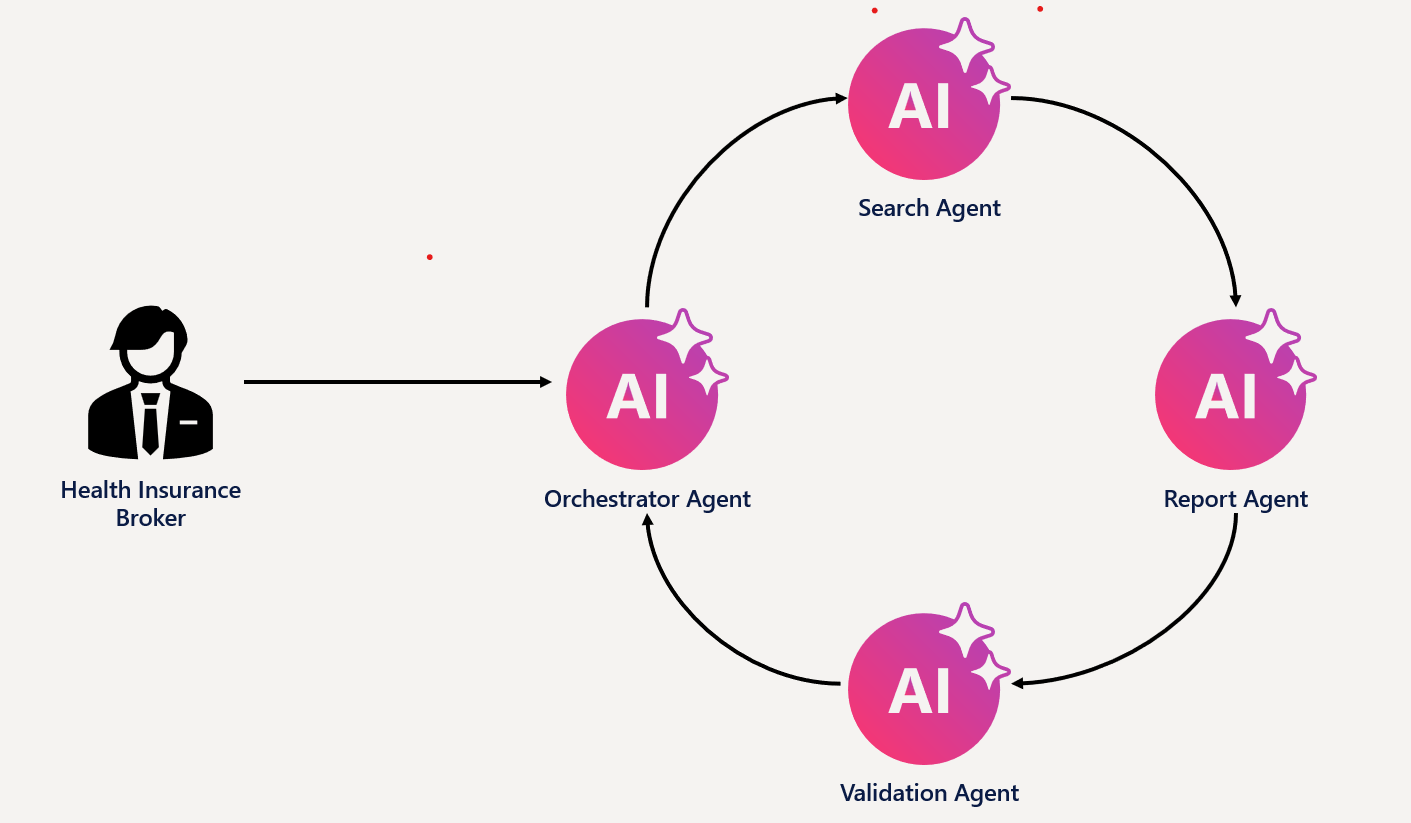 AI
Search Agent
AI
AI
Health Insurance
Broker
Orchestrator Agent
Report Agent
AI
Validation Agent